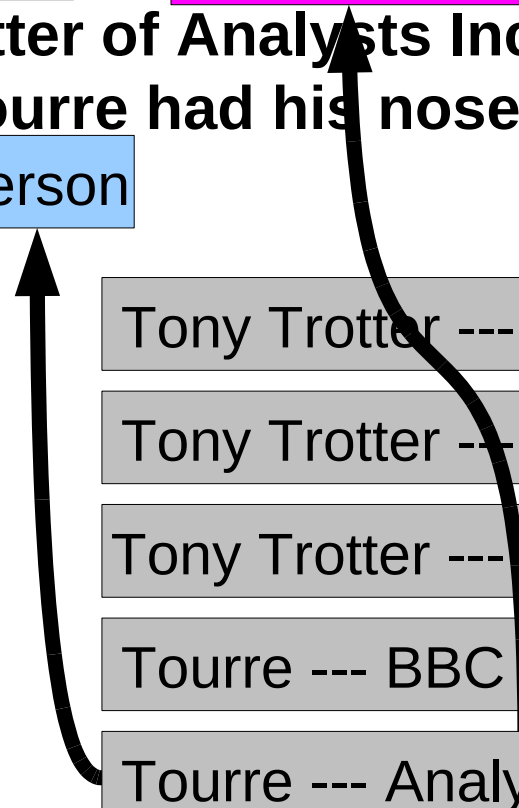 tter of Analysts Inc
ourre had his nose
erson
Tony Trotter ---
Tony Trotter ---
Tony Trotter ---
Tourre --- BBC
Tourre --- Analy